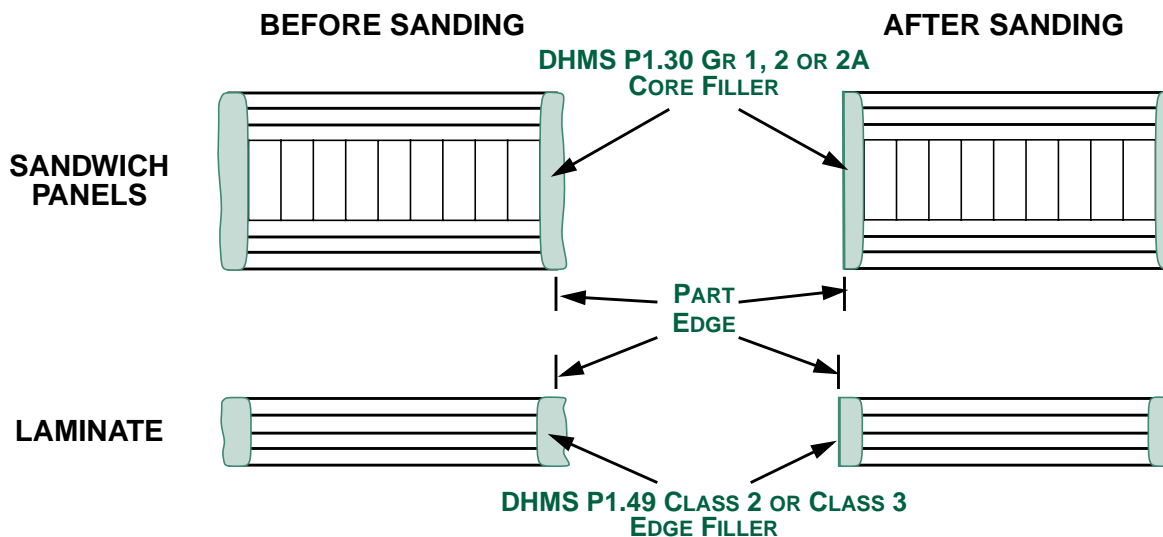 BEFORE SANDING
AFTER SANDING
DHMS P1.30 GR 1, 2 OR 2A
CORE FILLER
SANDWICH
PANELS
PART
EDGE
LAMINATE
DHMS P1.49 CLASS 2 OR CLASS 3
EDGE FILLER